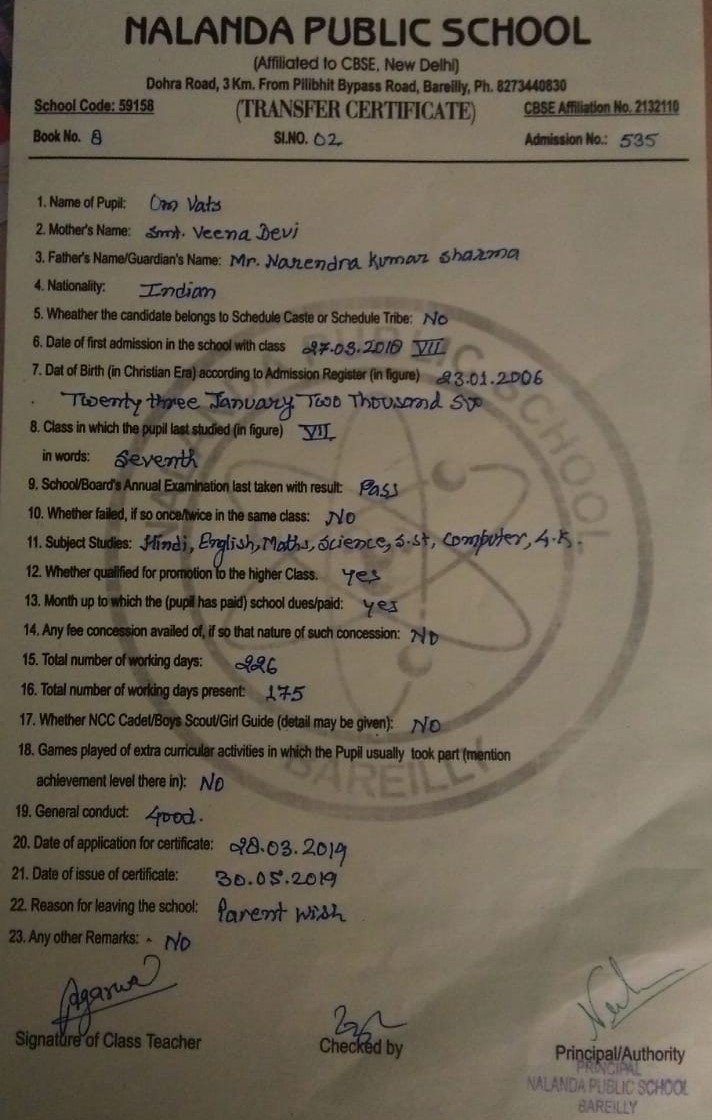 NALANDA PUBLIC SCHOOL
(Affiliated to CBSE, New Delhi)
Dohra Road, 3 Km. From Pilibhit Bypass Road, Bareilly, Ph. 8273440830
School Code: 59158 (TRANSFER CERTIFICATE) CBSE Affiliation No. 2132110
Book No. 8 Sl.NO. 02 Admission No.: 535
1. Name of Pupil: Om Vats
2. Mother's Name: Smt. Veena Devi
3. Father's Name/Guardian's Name: Mr. Narendra Kumar Sharma
4. Nationality: Indian
5. Wheather the candidate belongs to Schedule Caste or Schedule Tribe: No
6. Date of first admission in the school with class 27.03.2018 VII
7. Dat of Birth (in Christian Era) according to Admission Register (in figure) 23.01.2006
Twenty three January Two Thousand Six
8. Class in which the pupil last studied (in figure) VII
in words: Seventh
9. School/Board's Annual Examination last taken with result: Pass
10. Whether failed, if so once/twice in the same class: No
11. Subject Studies: Hindi, English, Maths, Science, S.St, Computer, G.K.
12. Whether qualified for promotion to the higher Class. yes
13. Month up to which the (pupil has paid) school dues/paid: yes
14. Any fee concession availed of, if so that nature of such concession: No
15. Total number of working days: 226
16. Total number of working days present: 175
17. Whether NCC Cadet/Boys Scout/Girl Guide (detail may be given): No
18. Games played of extra curricular activities in which the Pupil usually took part (mention
achievement level there in): No
19. General conduct: Good.
20. Date of application for certificate: 28.03.2019
21. Date of issue of certificate: 30.05.2019
22. Reason for leaving the school: Parent Wish
23. Any other Remarks: - No
Agarwal
Signature of Class Teacher Checked by Principal/Authority
PRINCIPAL
NALANDA PUBLIC SCHOOL
BAREILLY
PUBLIC SCHOOL
BAREILLY